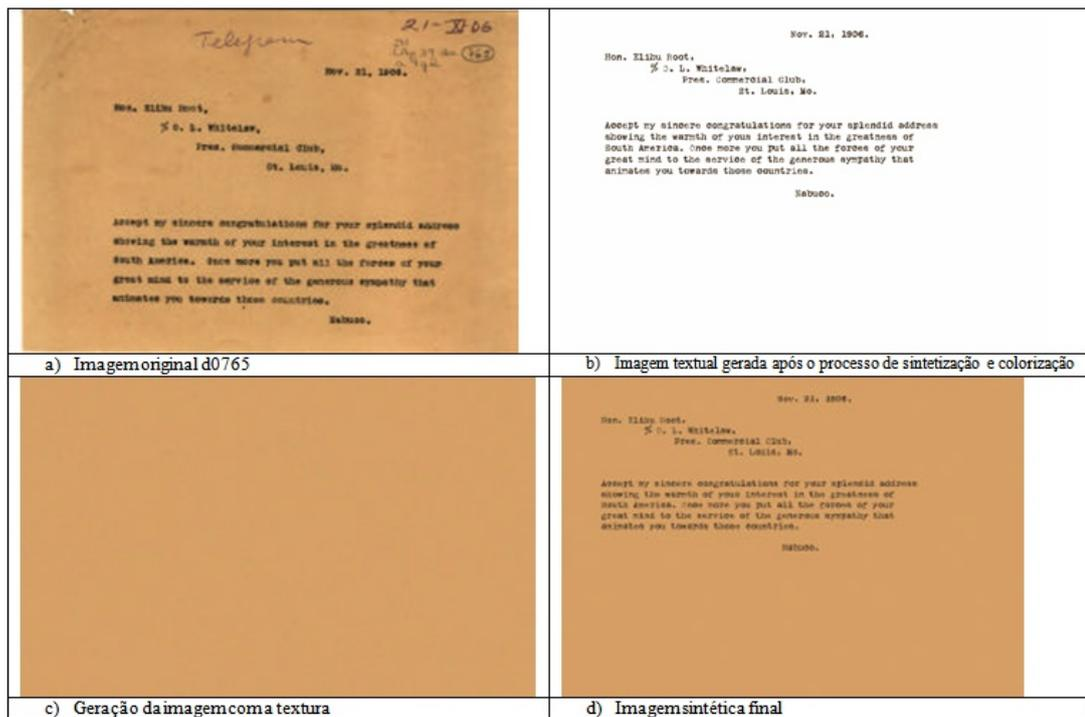 21-XI-06
Telegram
Nov. 21, 1906.
Hon. Elihu Root,
% O. L. Whitelaw,
Pres. Commercial Club,
St. Louis, Mo.
Accept my sincere congratulations for your splendid address
showing the warmth of your interest in the greatness of
South America. Once more you put all the forces of your
great mind to the service of the generous sympathy that
animates you towards those countries.
Nabuco.
a) Imagem original d0765
Nov. 21, 1906.
Hon. Elihu Root,
% O. L. Whitelaw,
Pres. Commercial Club,
St. Louis, Mo.
Accept my sincere congratulations for your splendid address
showing the warmth of your interest in the greatness of
South America. Once more you put all the forces of your
great mind to the service of the generous sympathy that
animates you towards those countries.
Nabuco.
b) Imagem textual gerada após o processo de sintetização e colorização
c) Geração da imagem com a textura
Nov. 21, 1906.
Hon. Elihu Root,
% O. L. Whitelaw,
Pres. Commercial Club,
St. Louis, Mo.
Accept my sincere congratulations for your splendid address
showing the warmth of your interest in the greatness of
South America. Once more you put all the forces of your
great mind to the service of the generous sympathy that
animates you towards those countries.
Nabuco.
d) Imagem sintética final